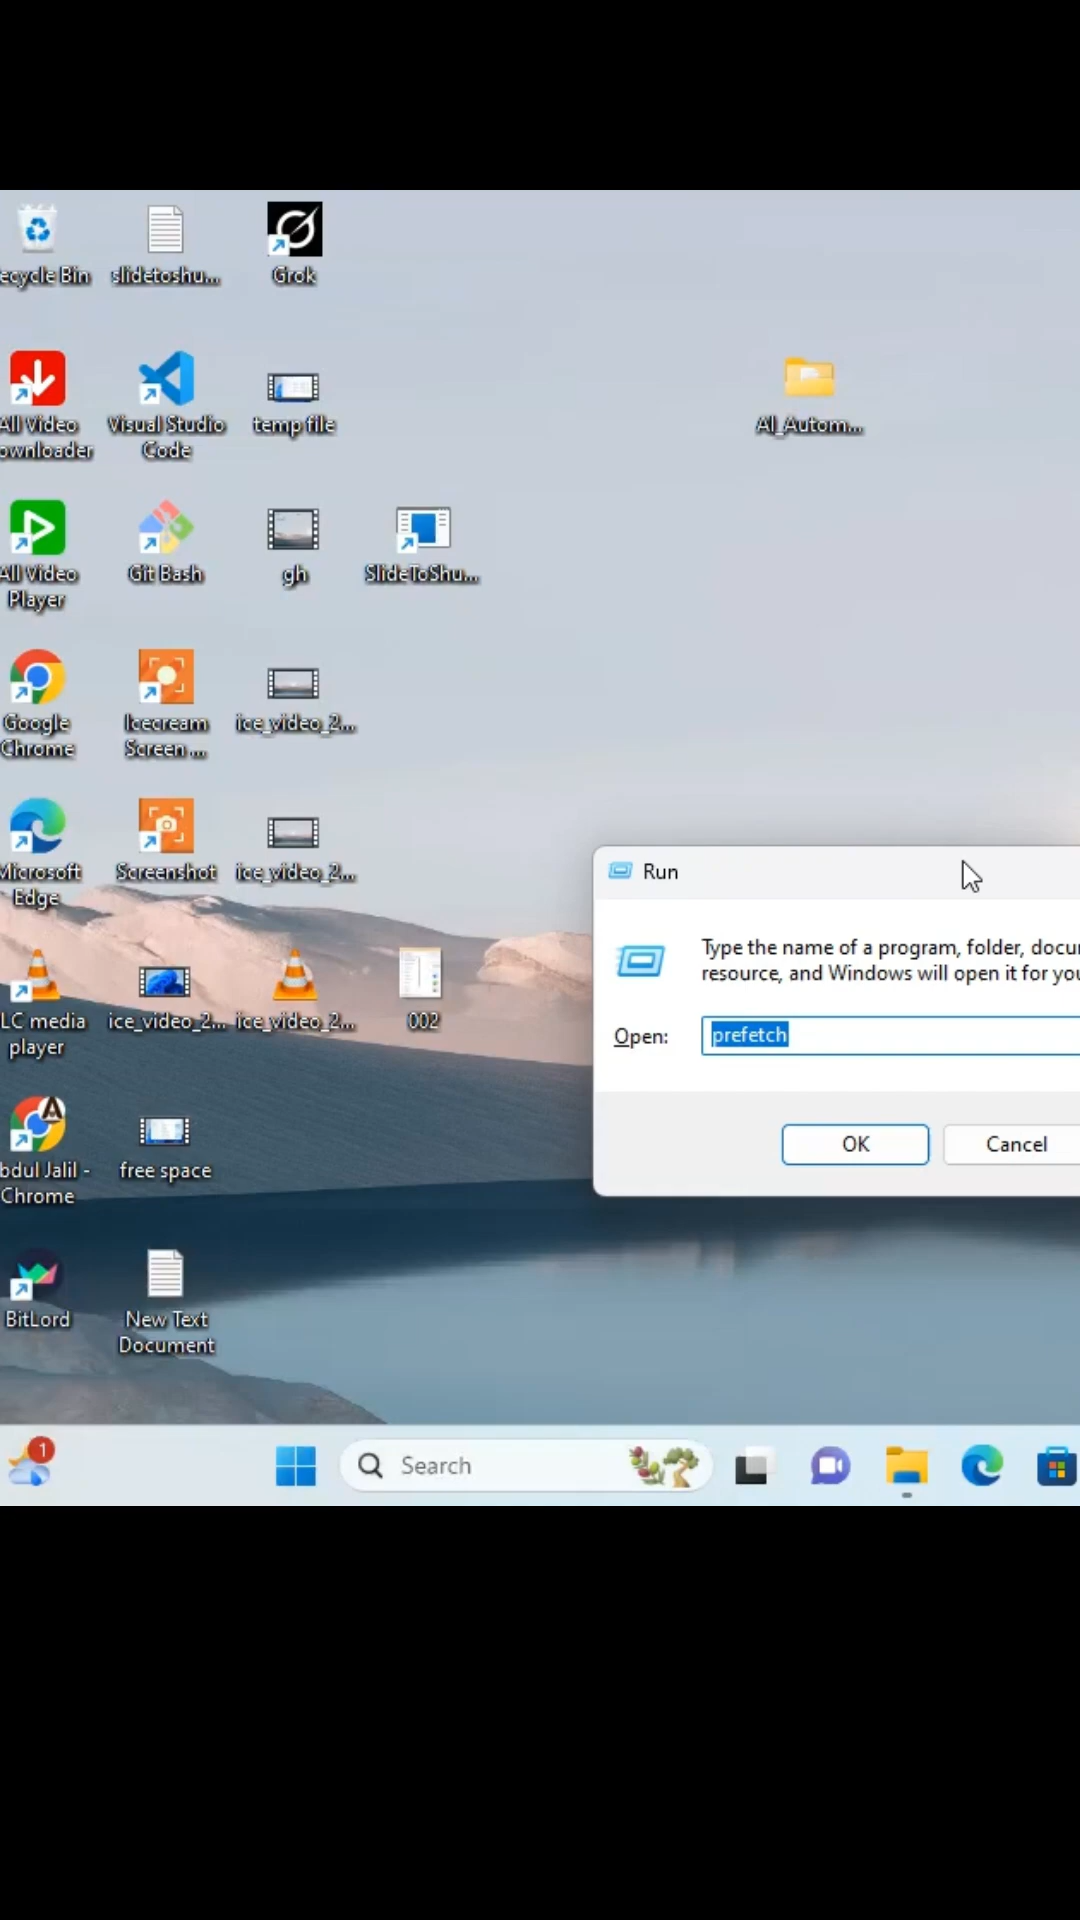 ecycle Bin
slidetoshu...
Grok
All Video
ownloader
Visual Studio
Code
temp file
AI_Autom...
All Video
Player
Git Bash
gh
SlideToShu...
Google
Chrome
Icecream
Screen ...
ice_video_2...
Microsoft
Edge
Screenshot
ice_video_2...
LC media
player
ice_video_2...
ice_video_2...
002
bdul Jalil -
Chrome
free space
BitLord
New Text
Document
Run
Type the name of a program, folder, docu
resource, and Windows will open it for you
Open:
prefetch
OK
Cancel
1
Search